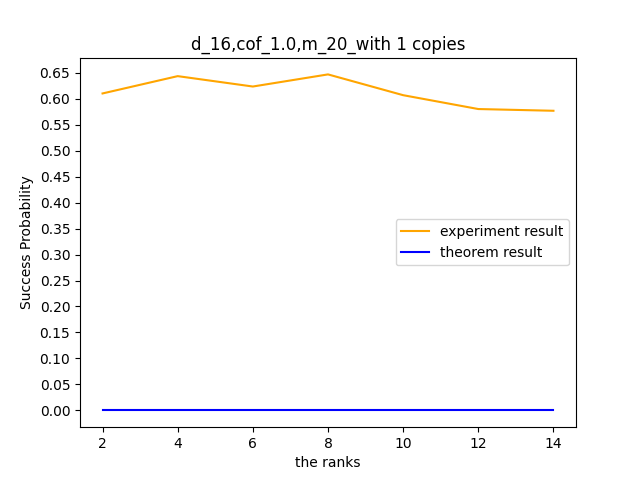 d_16,cof_1.0,m_20_with 1 copies
Success Probability
0.65
0.60
0.55
0.50
0.45
0.40
0.35
0.30
0.25
0.20
0.15
0.10
0.05
0.00
experiment result
theorem result
2 4 6 8 10 12 14
the ranks